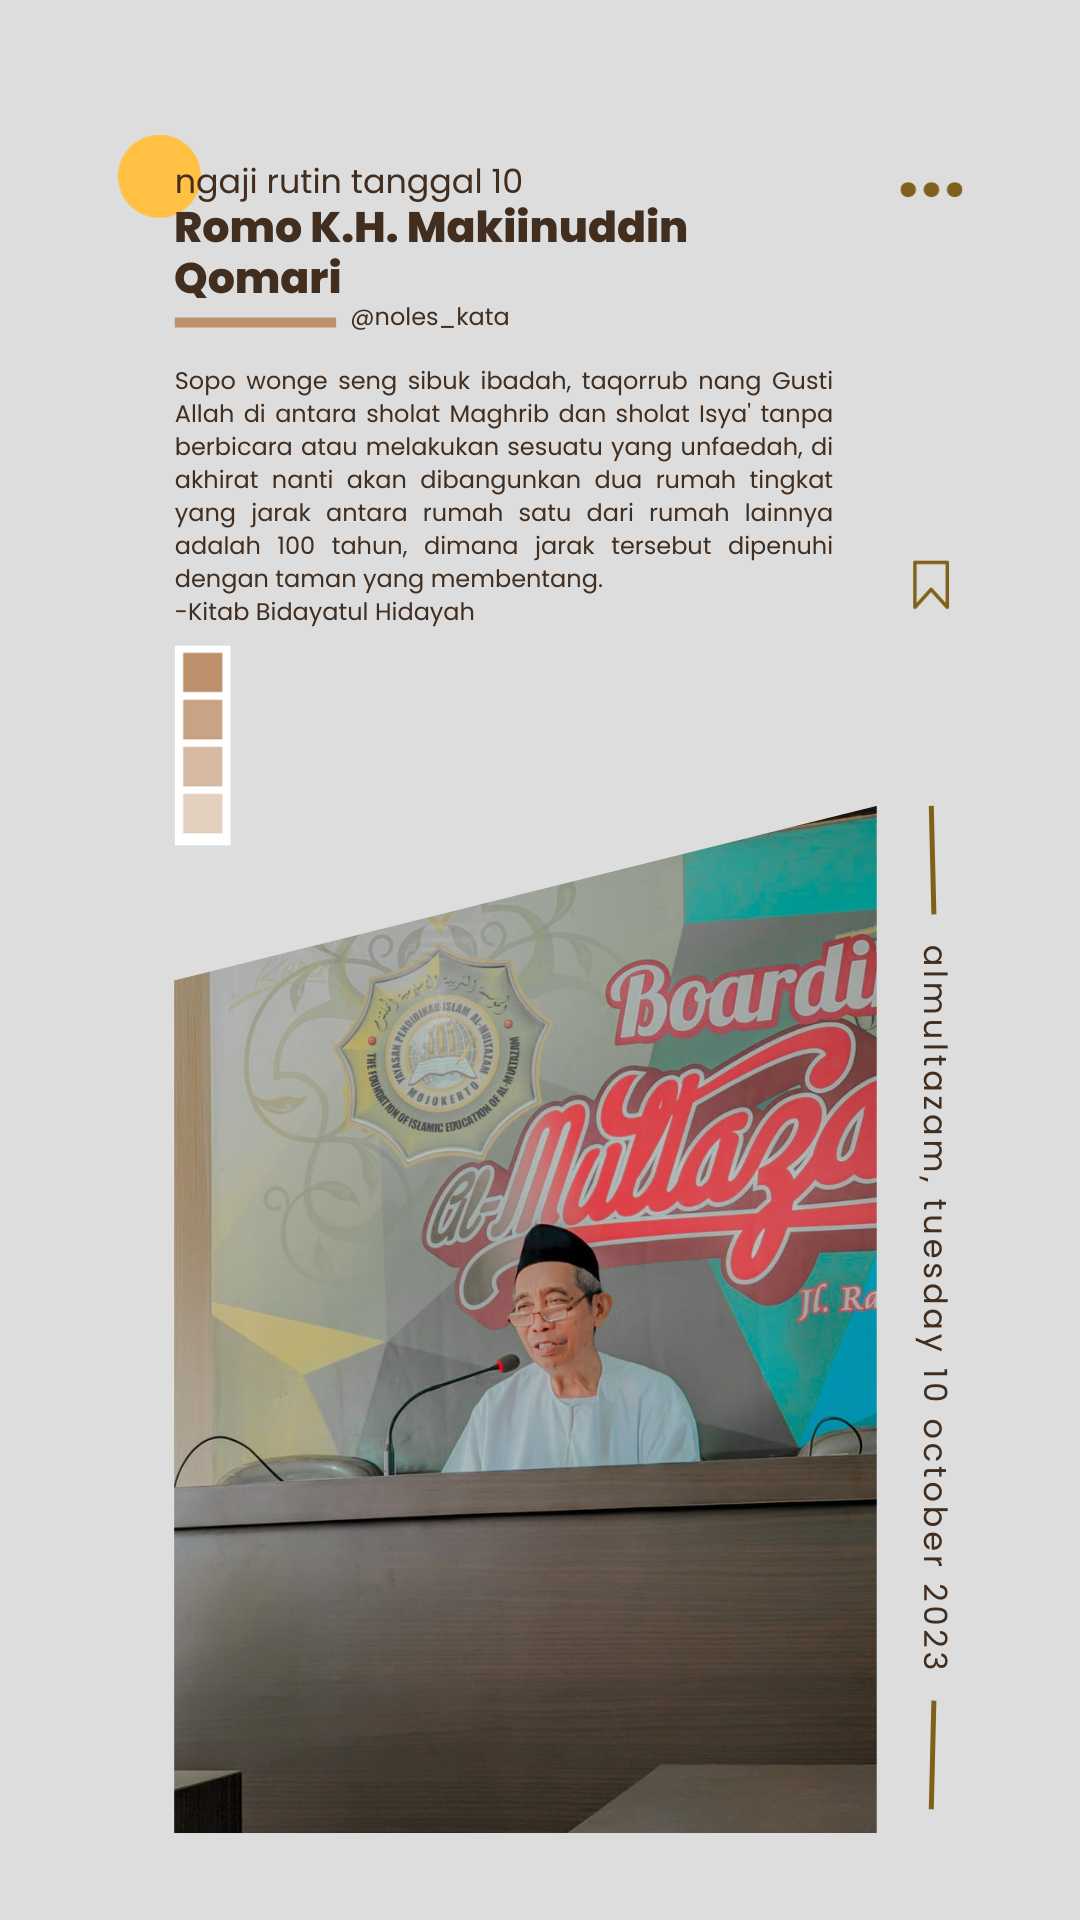 ngaji rutin tanggal 10
Romo K.H. Makiinuddin
Qomari
@noles_kata
Sopo wonge seng sibuk ibadah, taqorrub nang Gusti
Allah di antara sholat Maghrib dan sholat Isya' tanpa
berbicara atau melakukan sesuatu yang unfaedah, di
akhirat nanti akan dibangunkan dua rumah tingkat
yang jarak antara rumah satu dari rumah lainnya
adalah 100 tahun, dimana jarak tersebut dipenuhi
dengan taman yang membentang.
-Kitab Bidayatul Hidayah
YAYASAN PENDIDIKAN ISLAM AL-MULTAZAM
MOJOKERTO
THE FOUNDATION OF ISLAMIC EDUCATION OF AL-MULTAZAM
Boardi
Al-Multaza
Jl. Ra
almultazam, tuesday 10 october 2023